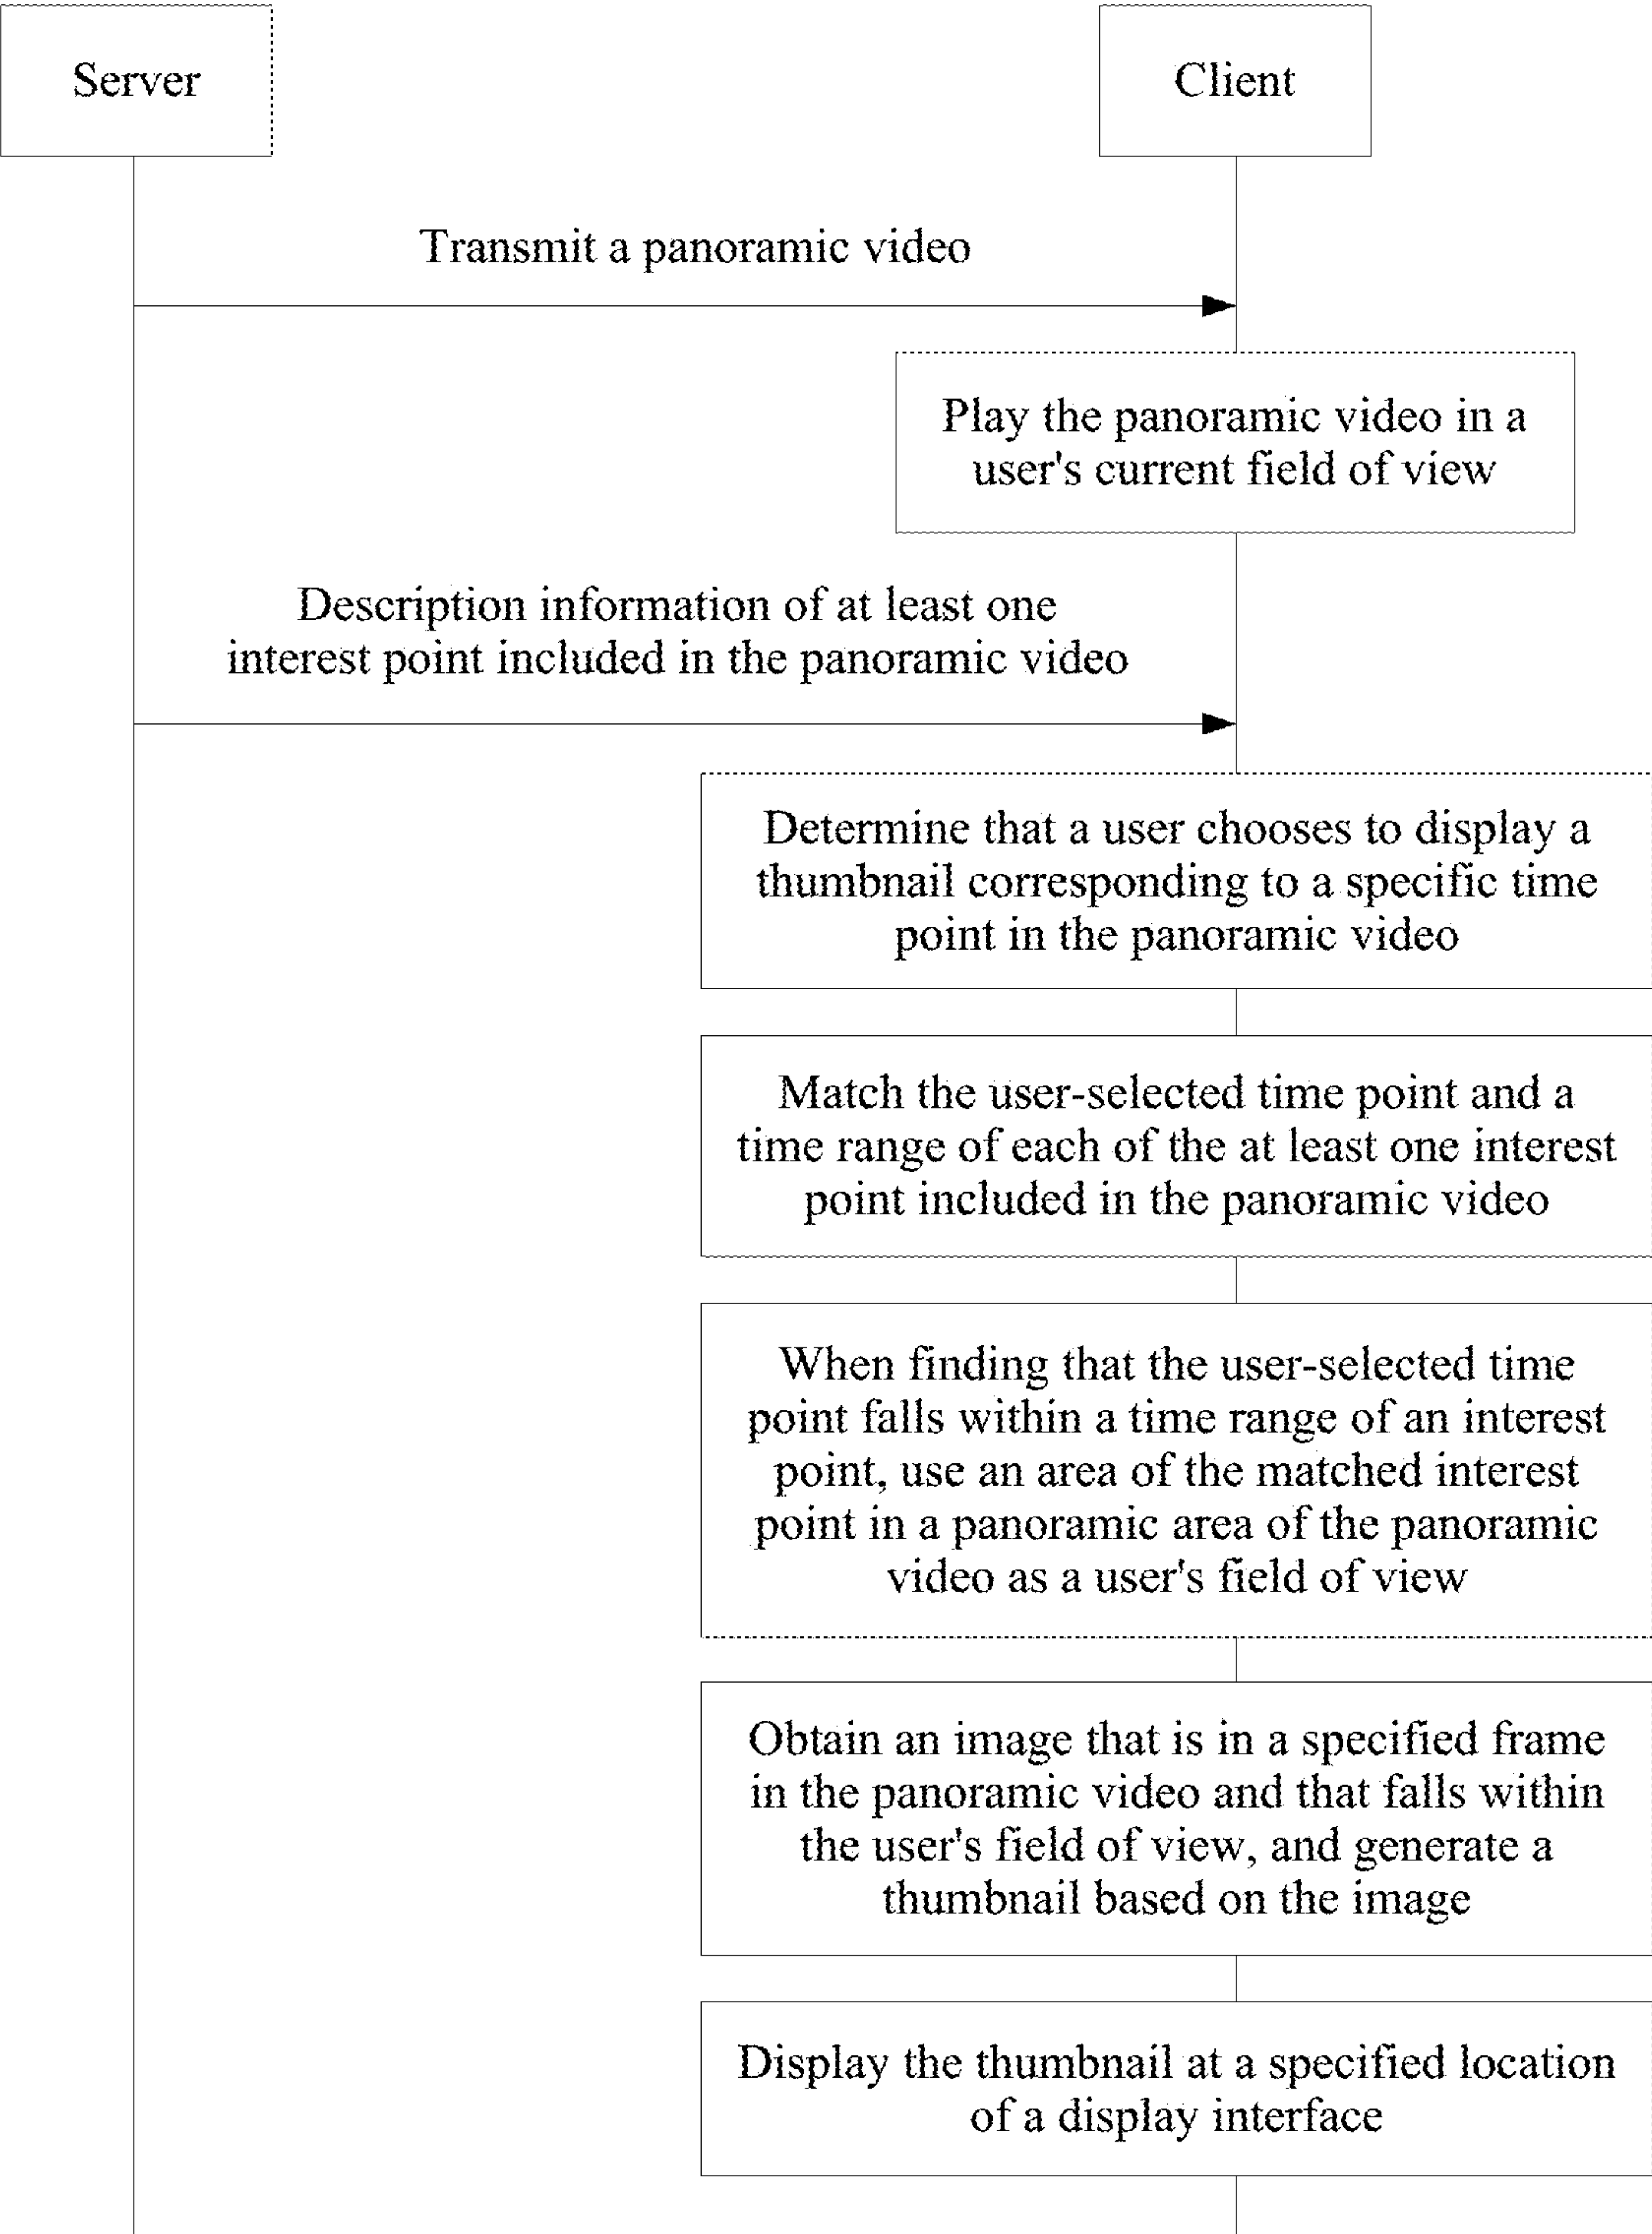 Server
Client
Transmit a panoramic video
Play the panoramic video in a
user's current field of view
Description information of at least one
interest point included in the panoramic video
Determine that a user chooses to display a
thumbnail corresponding to a specific time
point in the panoramic video
Match the user-selected time point and a
time range of each of the at least one interest
point included in the panoramic video
When finding that the user-selected time
point falls within a time range of an interest
point, use an area of the matched interest
point in a panoramic area of the panoramic
video as a user's field of view
Obtain an image that is in a specified frame
in the panoramic video and that falls within
the user's field of view, and generate a
thumbnail based on the image
Display the thumbnail at a specified location
of a display interface